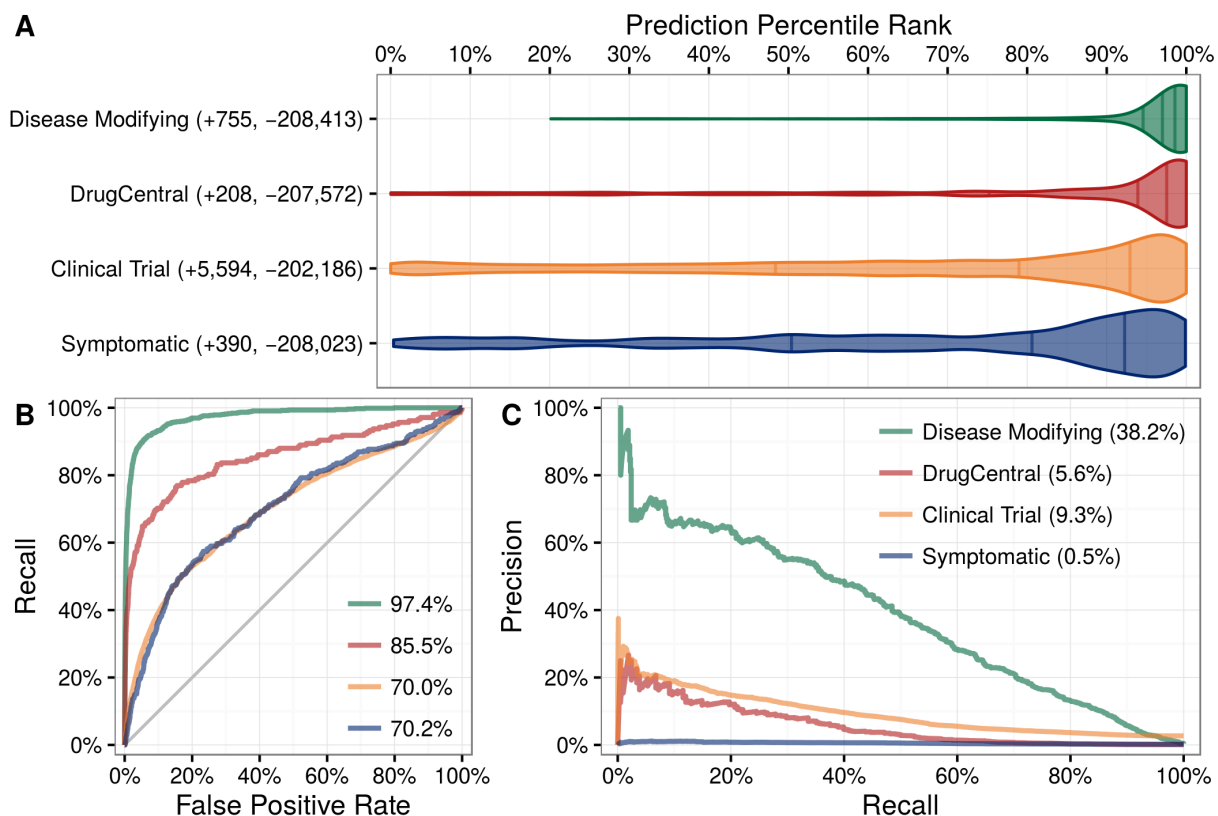 A
Prediction Percentile Rank
0% 10% 20% 30% 40% 50% 60% 70% 80% 90% 100%
Disease Modifying (+755, −208,413)
DrugCentral (+208, −207,572)
Clinical Trial (+5,594, −202,186)
Symptomatic (+390, −208,023)
B
100%
80%
60%
40%
20%
0%
Recall
97.4%
85.5%
70.0%
70.2%
0% 20% 40% 60% 80% 100%
False Positive Rate
C
100%
80%
60%
40%
20%
0%
Precision
Disease Modifying (38.2%)
DrugCentral (5.6%)
Clinical Trial (9.3%)
Symptomatic (0.5%)
0% 20% 40% 60% 80% 100%
Recall